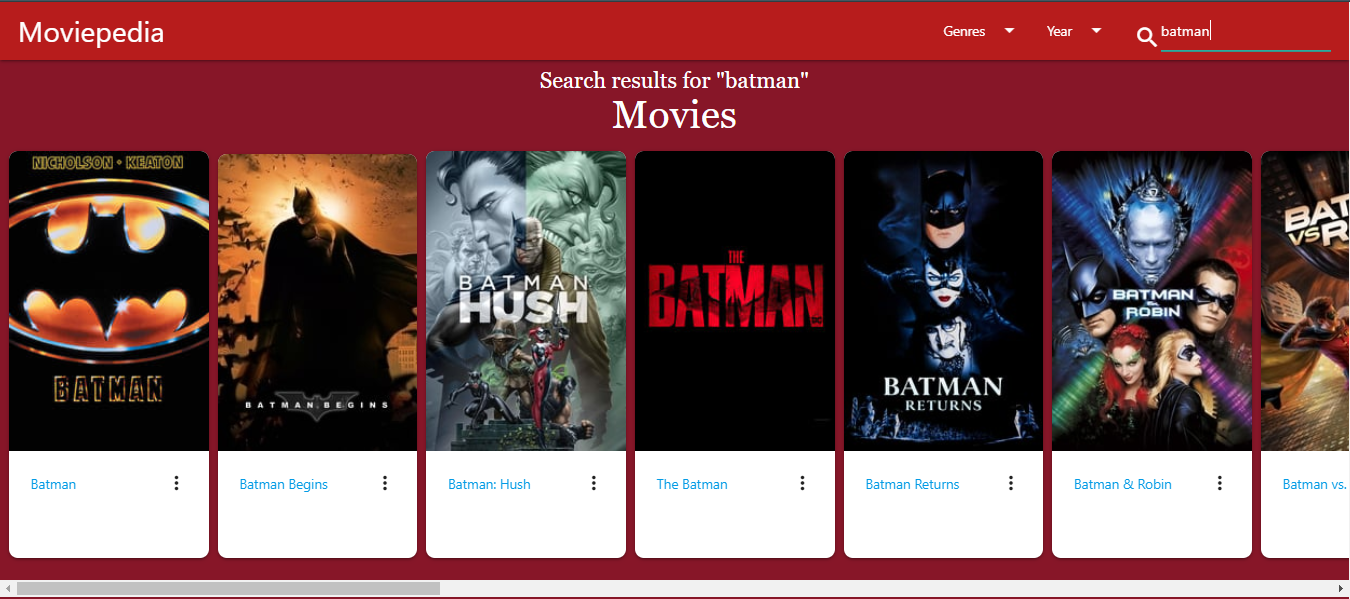 Moviepedia
Genres
Year
batman
Search results for "batman"
Movies
NICHOLSON • KEATON
BATMAN
BATMAN BEGINS
BATMAN
HUSH
THE
BATMAN
DC
BATMAN
RETURNS
BATMAN
&
ROBIN
BAT
VS R
Batman
Batman Begins
Batman: Hush
The Batman
Batman Returns
Batman & Robin
Batman vs.